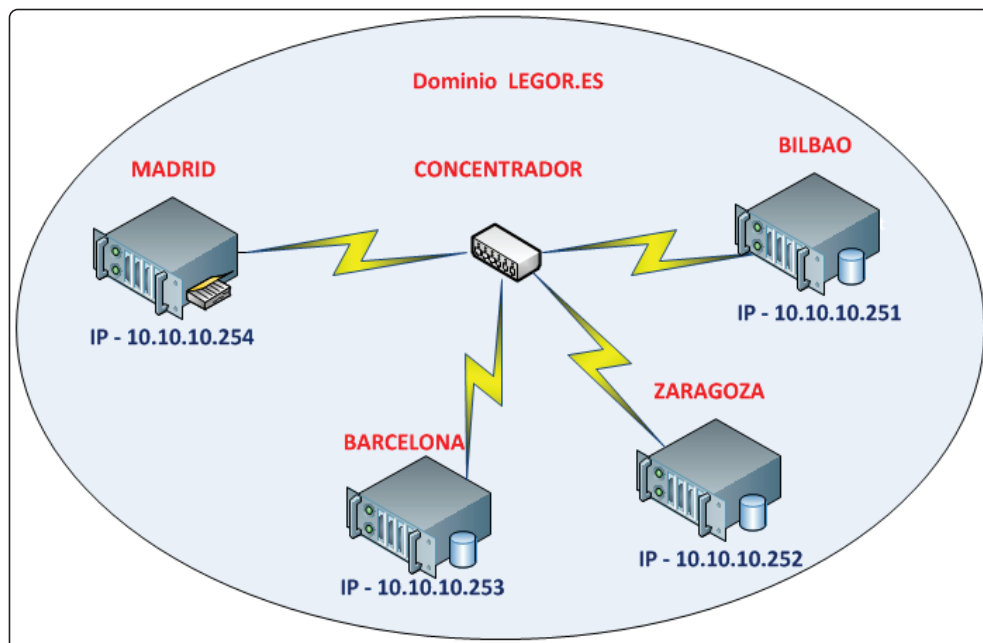 Dominio LEGOR.ES
MADRID
CONCENTRADOR
BILBAO
IP - 10.10.10.254
IP - 10.10.10.251
ZARAGOZA
BARCELONA
IP - 10.10.10.252
IP - 10.10.10.253